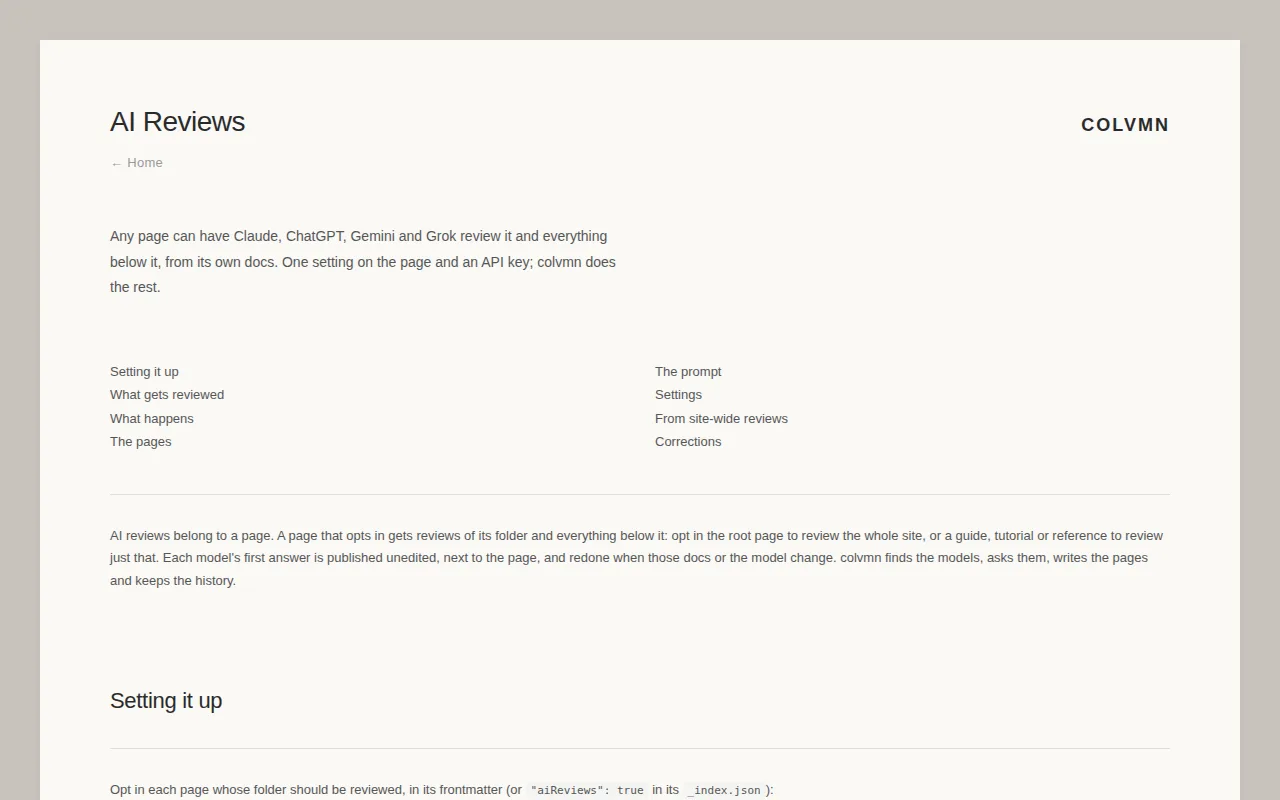 AI Reviews
COLVMN
← Home
Any page can have Claude, ChatGPT, Gemini and Grok review it and everything
below it, from its own docs. One setting on the page and an API key; colvmn does
the rest.
Setting it up
What gets reviewed
What happens
The pages
The prompt
Settings
From site-wide reviews
Corrections
AI reviews belong to a page. A page that opts in gets reviews of its folder and everything below it: opt in the root page to review the whole site, or a guide, tutorial or reference to review
just that. Each model's first answer is published unedited, next to the page, and redone when those docs or the model change. colvmn finds the models, asks them, writes the pages
and keeps the history.
Setting it up
Opt in each page whose folder should be reviewed, in its frontmatter (or "aiReviews": true in its _index.json):